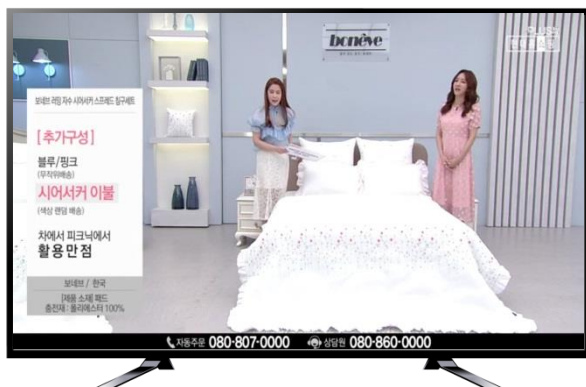 bonève
보네브 러밍 자수 시어서커 스프레드 침구세트
[추가구성]
블루/핑크
(무작위배송)
시어서커 이불
(색상 랜덤 배송)
차에서 피크닉에서
활용만점
보네브 / 한국
[제품 소재] 패드
충전재 : 폴리에스터 100%
자동주문 080-807-0000 상담원 080-860-0000